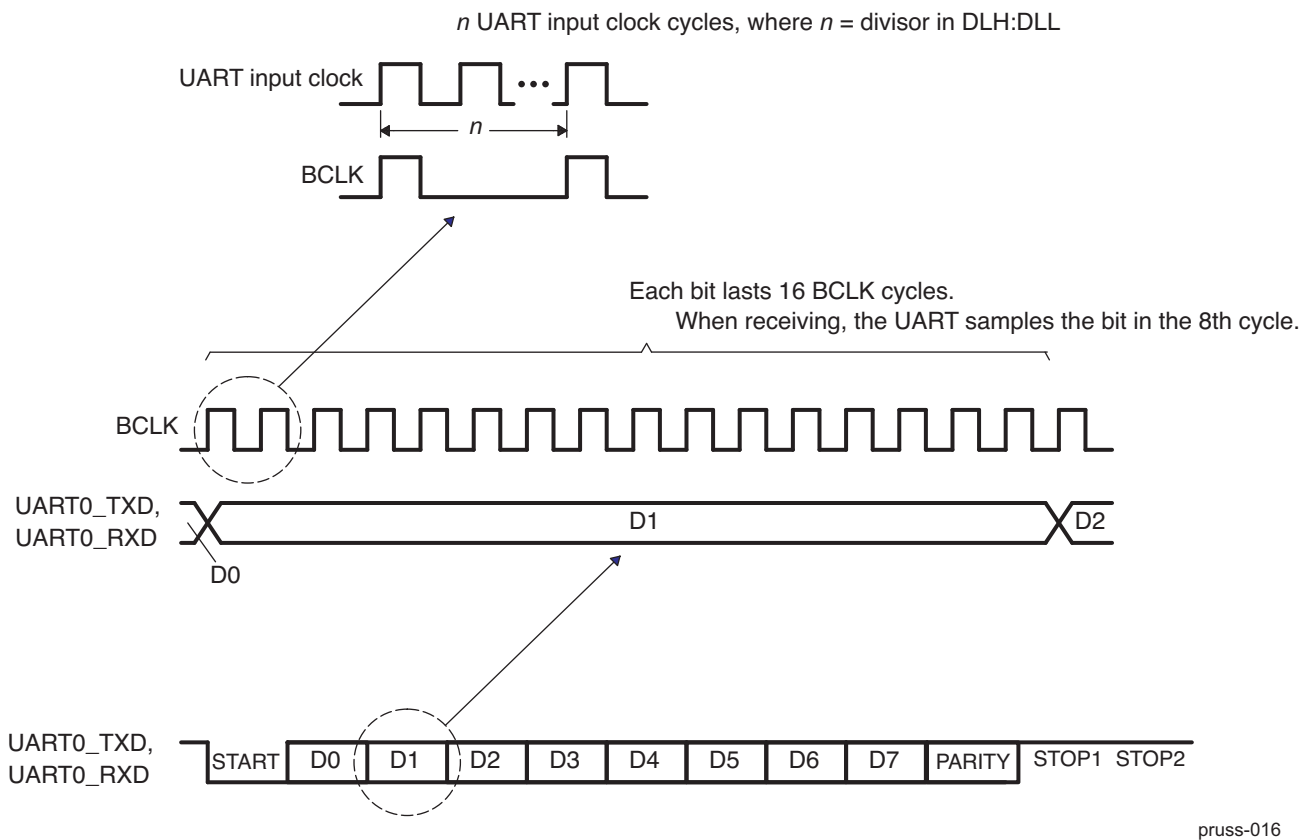 n UART input clock cycles, where n = divisor in DLH:DLL
UART input clock
n
BCLK
Each bit lasts 16 BCLK cycles.
When receiving, the UART samples the bit in the 8th cycle.
BCLK
UART0_TXD,
UART0_RXD
D1
D2
D0
UART0_TXD,
UART0_RXD
START D0 D1 D2 D3 D4 D5 D6 D7 PARITY STOP1 STOP2
pruss-016